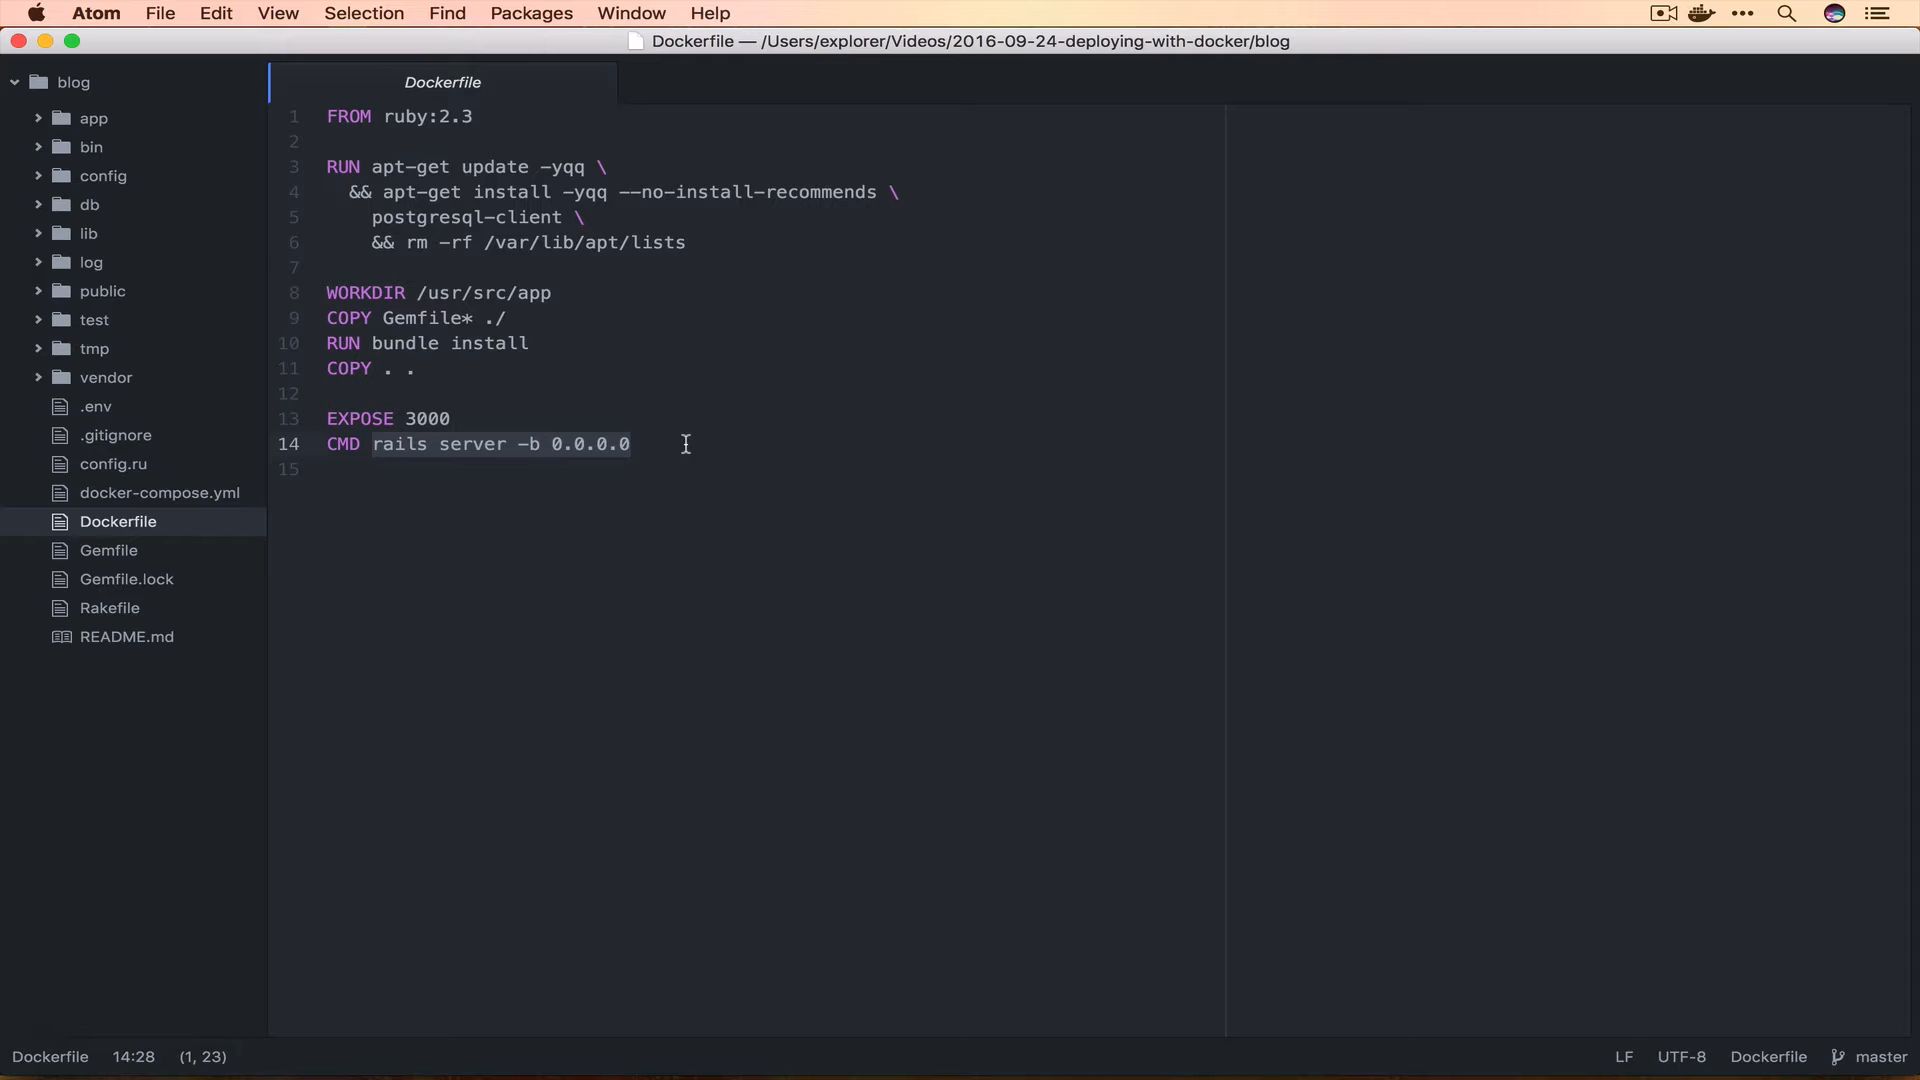 Atom File Edit View Selection Find Packages Window Help
Dockerfile — /Users/explorer/Videos/2016-09-24-deploying-with-docker/blog
blog
app
bin
config
db
lib
log
public
test
tmp
vendor
.env
.gitignore
config.ru
docker-compose.yml
Dockerfile
Gemfile
Gemfile.lock
Rakefile
README.md
Dockerfile
1 FROM ruby:2.3
2
3 RUN apt-get update -yqq \
4 && apt-get install -yqq --no-install-recommends \
5 postgresql-client \
6 && rm -rf /var/lib/apt/lists
7
8 WORKDIR /usr/src/app
9 COPY Gemfile* ./
10 RUN bundle install
11 COPY . .
12
13 EXPOSE 3000
14 CMD rails server -b 0.0.0.0
15
Dockerfile 14:28 (1, 23) LF UTF-8 Dockerfile master